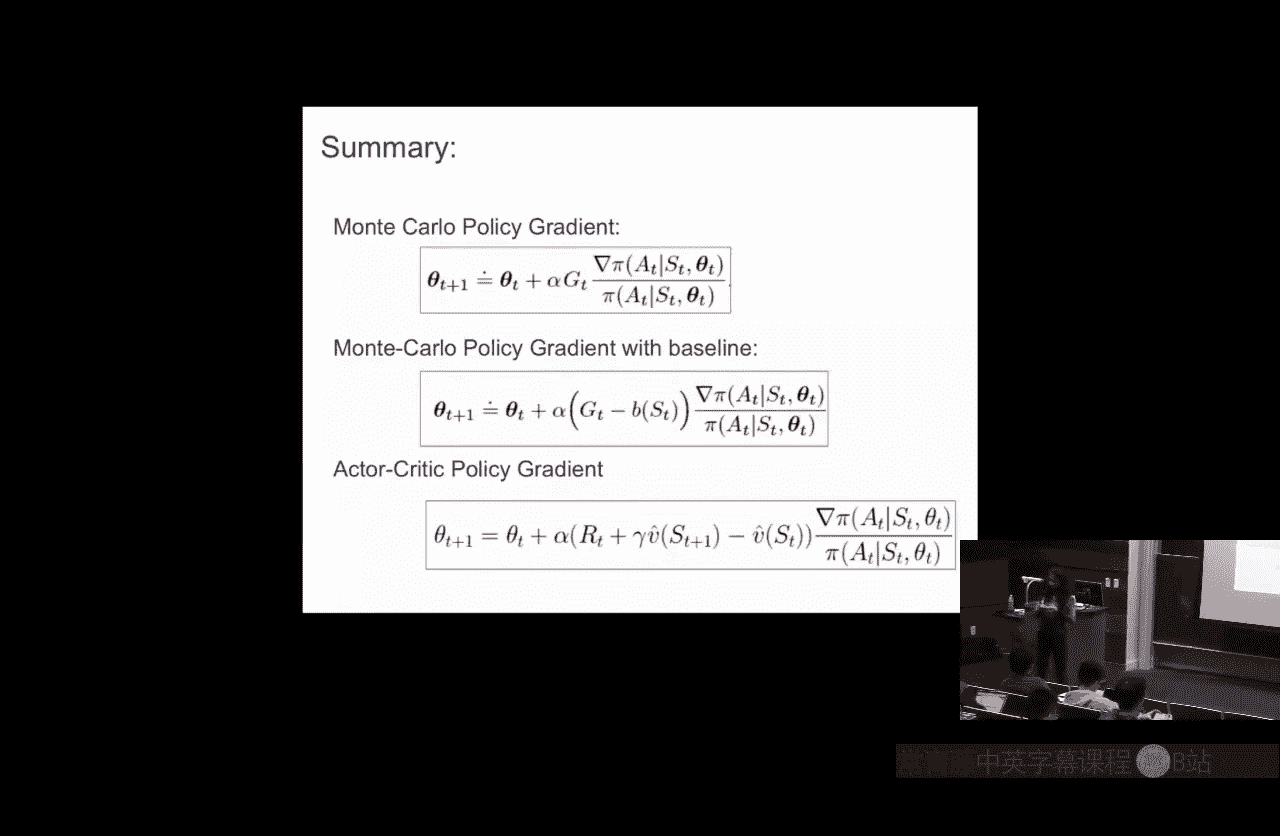 Summary:
Monte Carlo Policy Gradient:
θ_{t+1} ≐ θ_t + αG_t ∇π(A_t|S_t, θ_t) / π(A_t|S_t, θ_t).
Monte-Carlo Policy Gradient with baseline:
θ_{t+1} ≐ θ_t + α(G_t − b(S_t)) ∇π(A_t|S_t, θ_t) / π(A_t|S_t, θ_t)
Actor-Critic Policy Gradient
θ_{t+1} = θ_t + α(R_t + γv̂(S_{t+1}) − v̂(S_t)) ∇π(A_t|S_t, θ_t) / π(A_t|S_t, θ_t)
中英字幕课程 B站